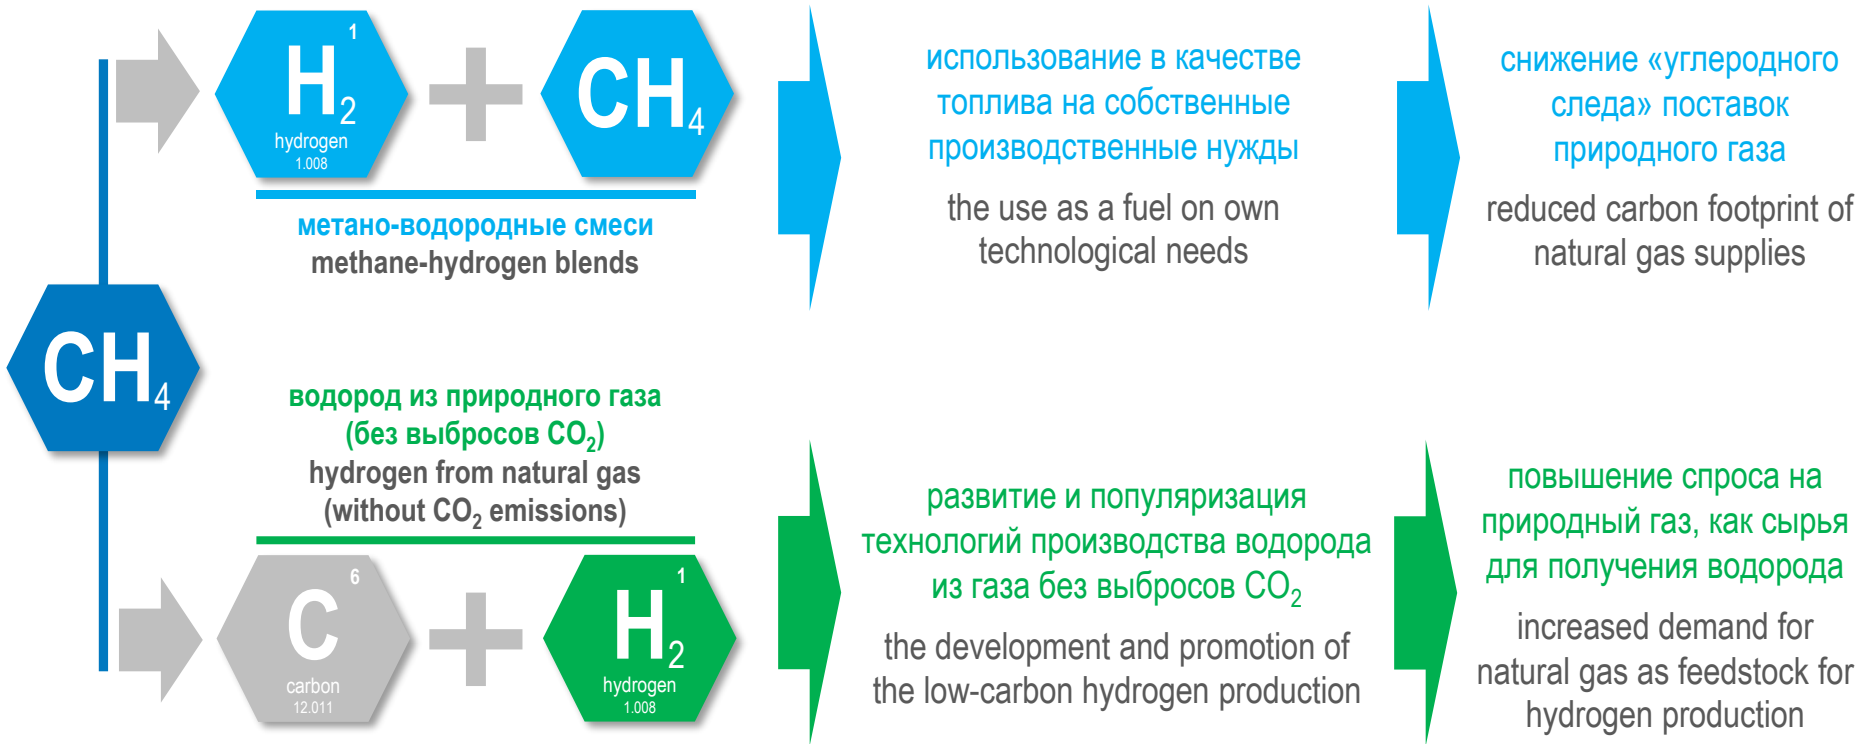 CH4
1
H2
hydrogen
1.008
CH4
метано-водородные смеси
methane-hydrogen blends
использование в качестве
топлива на собственные
производственные нужды
the use as a fuel on own
technological needs
снижение «углеродного
следа» поставок
природного газа
reduced carbon footprint of
natural gas supplies
водород из природного газа
(без выбросов CO2)
hydrogen from natural gas
(without CO2 emissions)
6
C
carbon
12.011
1
H2
hydrogen
1.008
развитие и популяризация
технологий производства водорода
из газа без выбросов CO2
the development and promotion of
the low-carbon hydrogen production
повышение спроса на
природный газ, как сырья
для получения водорода
increased demand for
natural gas as feedstock for
hydrogen production